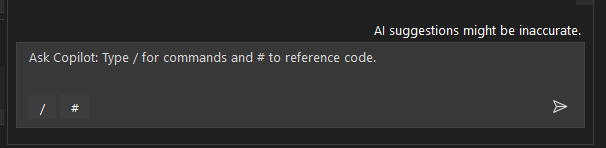 AI suggestions might be inaccurate.
Ask Copilot: Type / for commands and # to reference code.
/ #